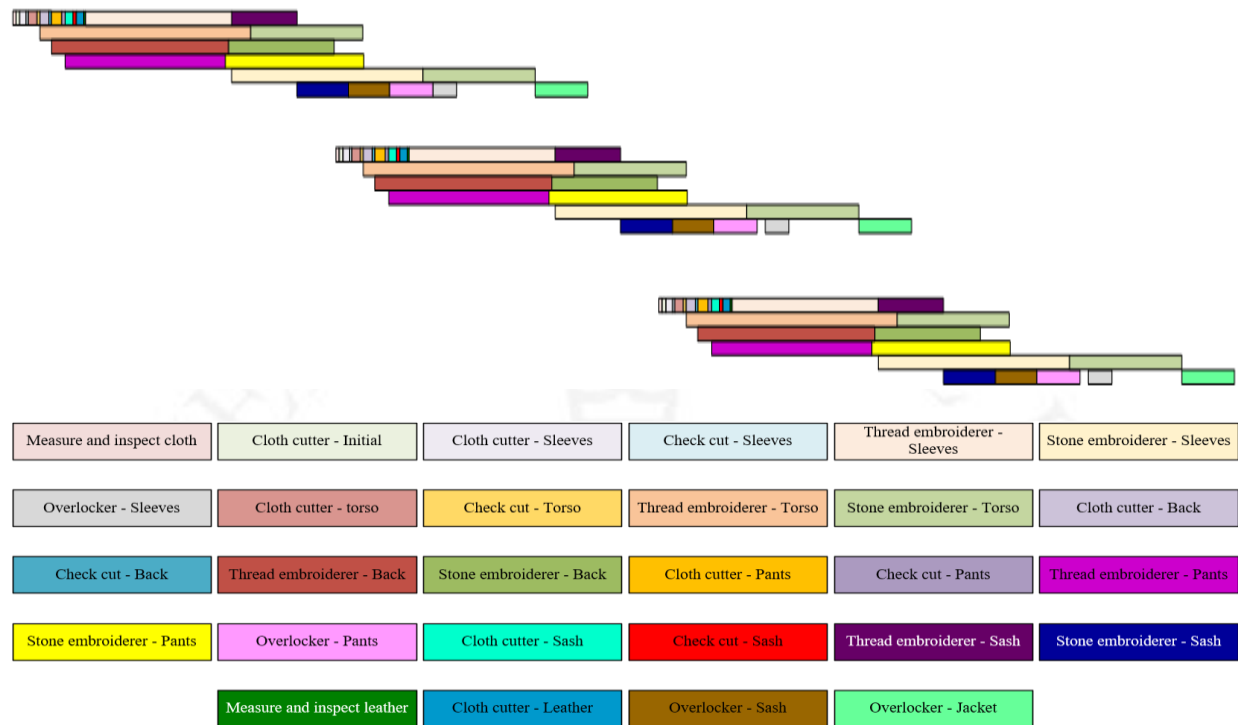 Measure and inspect cloth
Cloth cutter - Initial
Cloth cutter - Sleeves
Check cut - Sleeves
Thread embroiderer -
Sleeves
Stone embroiderer - Sleeves
Overlocker - Sleeves
Cloth cutter - torso
Check cut - Torso
Thread embroiderer - Torso
Stone embroiderer - Torso
Cloth cutter - Back
Check cut - Back
Thread embroiderer - Back
Stone embroiderer - Back
Cloth cutter - Pants
Check cut - Pants
Thread embroiderer - Pants
Stone embroiderer - Pants
Overlocker - Pants
Cloth cutter - Sash
Check cut - Sash
Thread embroiderer - Sash
Stone embroiderer - Sash
Measure and inspect leather
Cloth cutter - Leather
Overlocker - Sash
Overlocker - Jacket